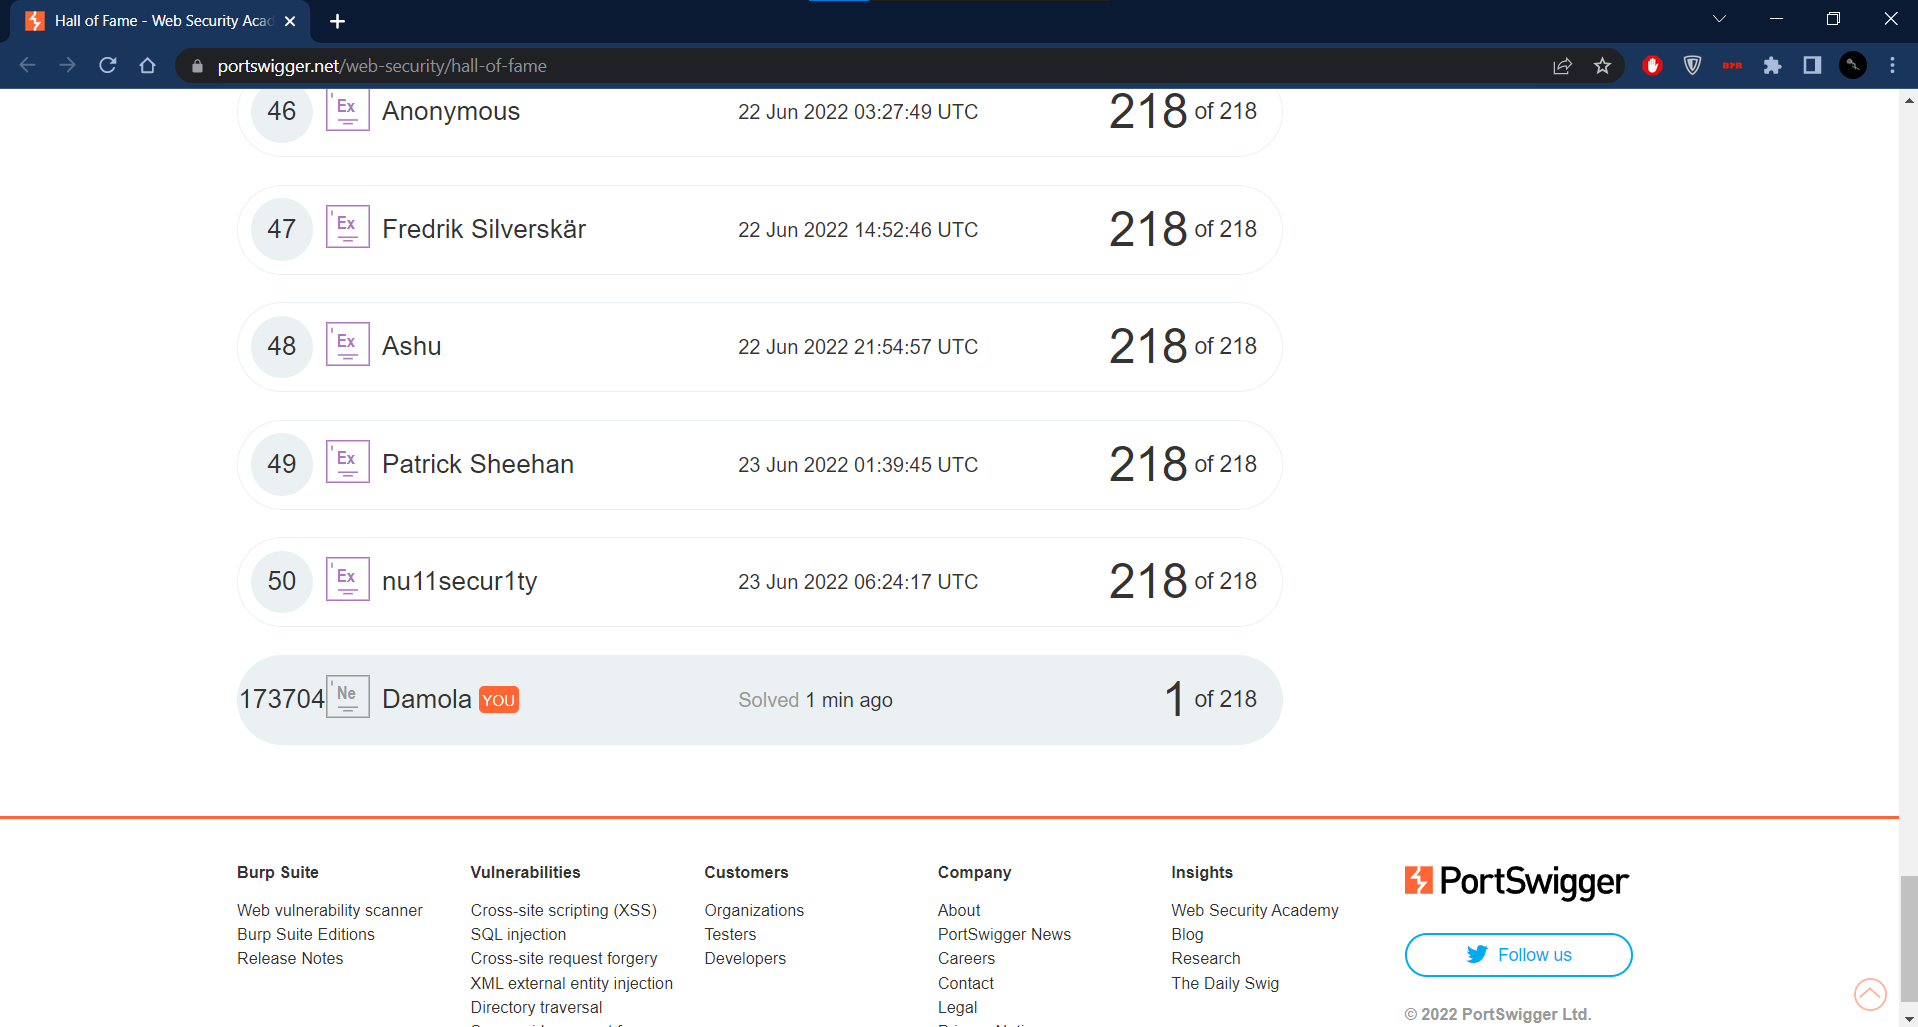 Hall of Fame - Web Security Acad
portswigger.net/web-security/hall-of-fame
BPR
46 Ex Anonymous 22 Jun 2022 03:27:49 UTC 218 of 218
47 Ex Fredrik Silverskär 22 Jun 2022 14:52:46 UTC 218 of 218
48 Ex Ashu 22 Jun 2022 21:54:57 UTC 218 of 218
49 Ex Patrick Sheehan 23 Jun 2022 01:39:45 UTC 218 of 218
50 Ex nu11secur1ty 23 Jun 2022 06:24:17 UTC 218 of 218
173704 Ne Damola YOU Solved 1 min ago 1 of 218
Burp Suite
Web vulnerability scanner
Burp Suite Editions
Release Notes
Vulnerabilities
Cross-site scripting (XSS)
SQL injection
Cross-site request forgery
XML external entity injection
Directory traversal
Customers
Organizations
Testers
Developers
Company
About
PortSwigger News
Careers
Contact
Legal
Insights
Web Security Academy
Blog
Research
The Daily Swig
PortSwigger
Follow us
© 2022 PortSwigger Ltd.